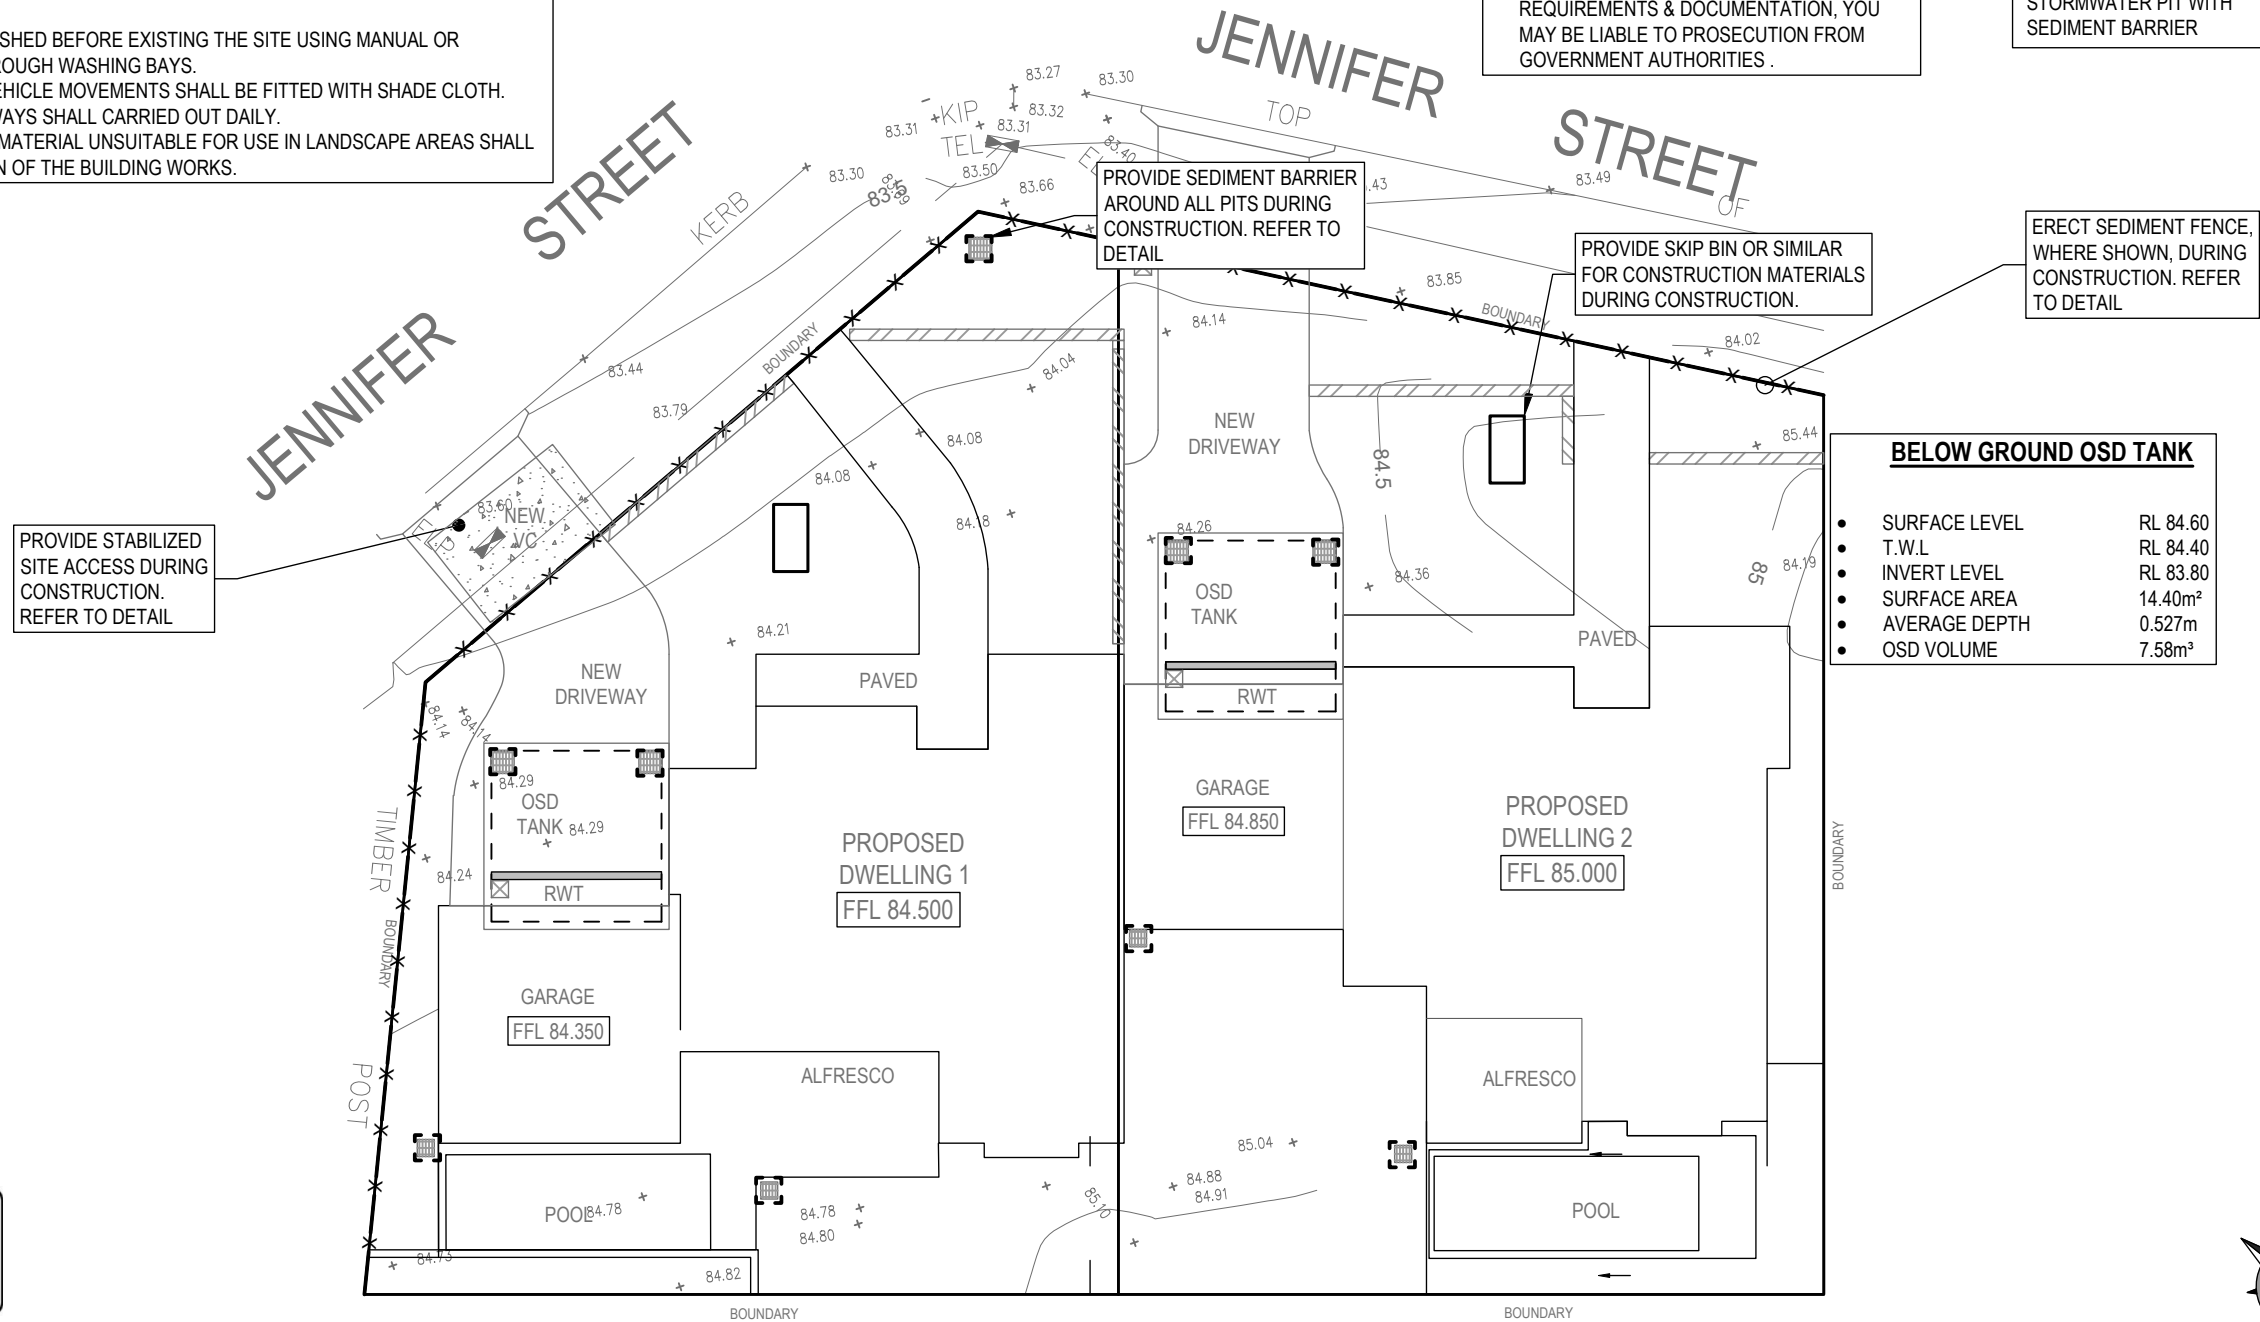 SHED BEFORE EXISTING THE SITE USING MANUAL OR
ROUGH WASHING BAYS.
EHICLE MOVEMENTS SHALL BE FITTED WITH SHADE CLOTH.
WAYS SHALL CARRIED OUT DAILY.
MATERIAL UNSUITABLE FOR USE IN LANDSCAPE AREAS SHALL
N OF THE BUILDING WORKS.
REQUIREMENTS & DOCUMENTATION, YOU
MAY BE LIABLE TO PROSECUTION FROM
GOVERNMENT AUTHORITIES .
STORMWATER PIT WITH
SEDIMENT BARRIER
JENNIFER
STREET
JENNIFER
STREET
KERB
TOP
OF
KIP
TEL
83.27
83.30
83.32
83.31
83.31
83.40
83.50
83.30
83.5
83.66
.43
83.49
PROVIDE SEDIMENT BARRIER
AROUND ALL PITS DURING
CONSTRUCTION. REFER TO
DETAIL
PROVIDE SKIP BIN OR SIMILAR
FOR CONSTRUCTION MATERIALS
DURING CONSTRUCTION.
ERECT SEDIMENT FENCE,
WHERE SHOWN, DURING
CONSTRUCTION. REFER
TO DETAIL
83.85
BOUNDARY
84.02
84.14
BOUNDARY
83.44
84.04
83.79
84.08
84.08
84.18
NEW
DRIVEWAY
84.5
85.44
BELOW GROUND OSD TANK
• SURFACE LEVEL RL 84.60
• T.W.L RL 84.40
• INVERT LEVEL RL 83.80
• SURFACE AREA 14.40m²
• AVERAGE DEPTH 0.527m
• OSD VOLUME 7.58m³
83.60
NEW
VC
PROVIDE STABILIZED
SITE ACCESS DURING
CONSTRUCTION.
REFER TO DETAIL
84.26
84.36
85
84.19
OSD
TANK
84.21
PAVED
NEW
DRIVEWAY
PAVED
RWT
84.14
84.14
84.29
OSD
TANK
84.29
GARAGE
FFL 84.850
PROPOSED
DWELLING 2
FFL 85.000
PROPOSED
DWELLING 1
FFL 84.500
TIMBER
84.24
RWT
BOUNDARY
BOUNDARY
GARAGE
FFL 84.350
POST
ALFRESCO
ALFRESCO
85.04
84.88
84.91
85.10
POOL
84.78
84.78
84.80
POOL
84.73
84.82
BOUNDARY
BOUNDARY